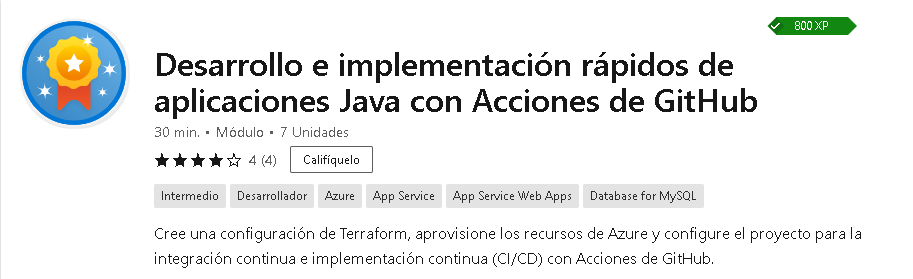 800 XP
Desarrollo e implementación rápidos de
aplicaciones Java con Acciones de GitHub
30 min. • Módulo • 7 Unidades
4 (4) Califíquelo
Intermedio Desarrollador Azure App Service App Service Web Apps Database for MySQL
Cree una configuración de Terraform, aprovisione los recursos de Azure y configure el proyecto para la
integración continua e implementación continua (CI/CD) con Acciones de GitHub.